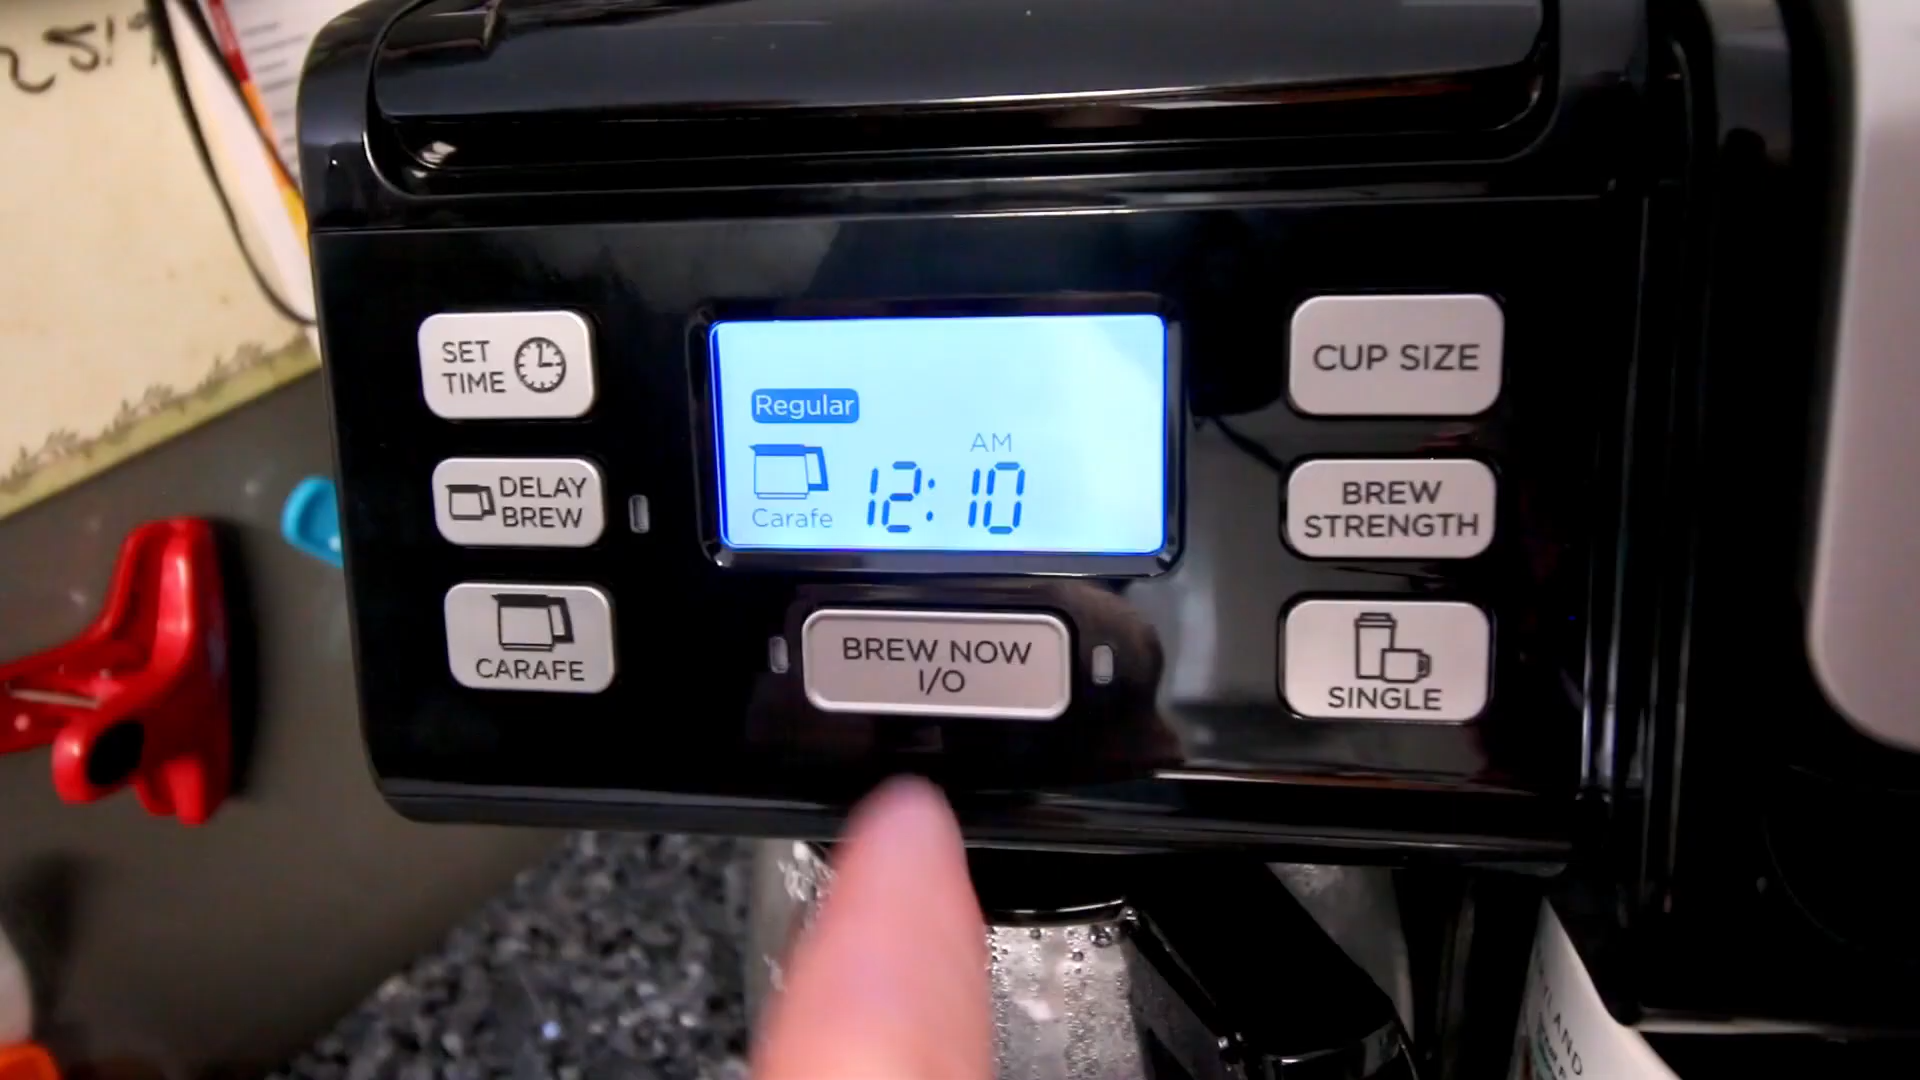 SET
TIME
DELAY
BREW
CARAFE
Regular
AM
12:10
Carafe
BREW NOW
I/O
CUP SIZE
BREW
STRENGTH
SINGLE